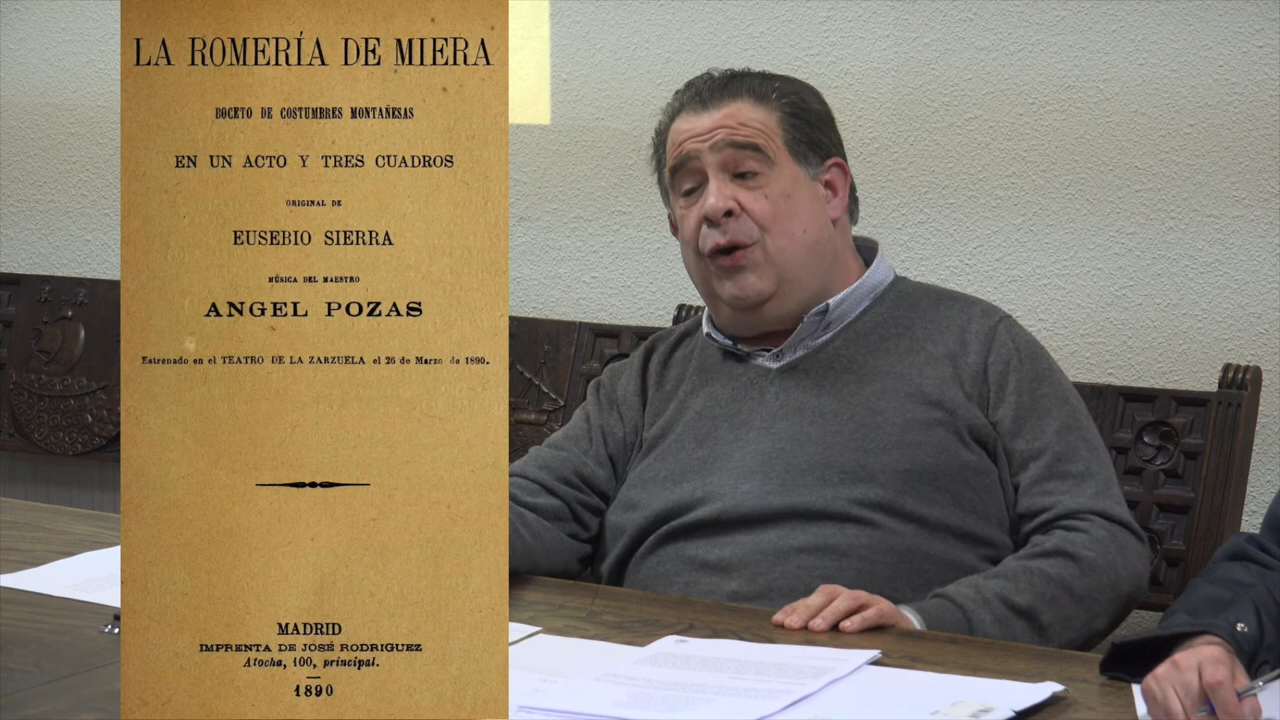 LA ROMERÍA DE MIERA
BOCETO DE COSTUMBRES MONTAÑESAS
EN UN ACTO Y TRES CUADROS
ORIGINAL DE
EUSEBIO SIERRA
MÚSICA DEL MAESTRO
ANGEL POZAS
Estrenado en el TEATRO DE LA ZARZUELA el 26 de Marzo de 1890.
MADRID
IMPRENTA DE JOSÉ RODRIGUEZ
Atocha, 100, principal.
1890